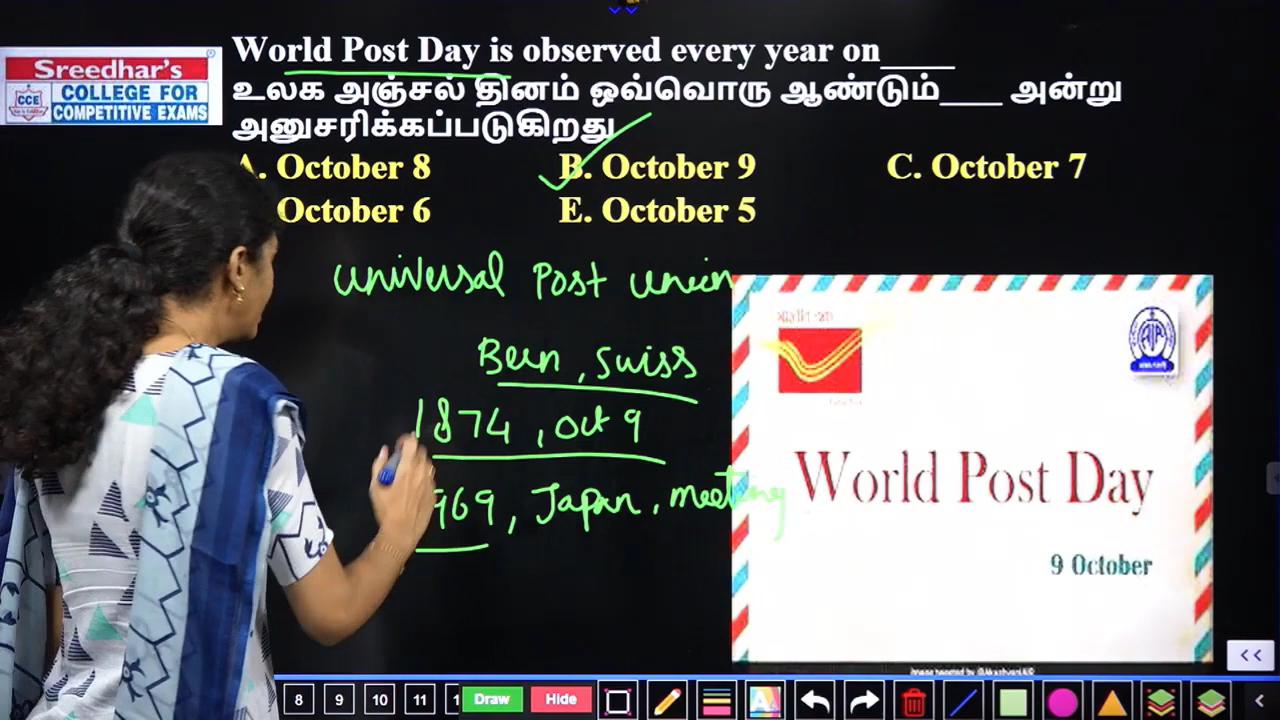 World Post Day is observed every year on____
உலக அஞ்சல் தினம் ஒவ்வொரு ஆண்டும்____ அன்று
அனுசரிக்கப்படுகிறது
Sreedhar's
CCE
COLLEGE FOR
COMPETITIVE EXAMS
A. October 8 B. October 9 C. October 7
October 6 E. October 5
Universal Post Union
Bern, Swiss
1874, Oct 9
969, Japan, meeting
World Post Day
9 October
8 9 10 11 1 Draw Hide
<<